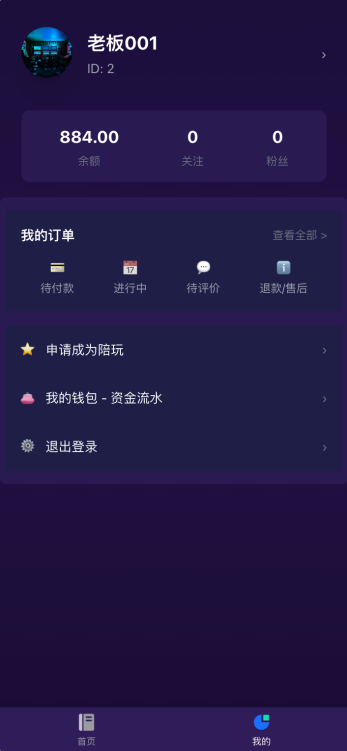 老板001
ID: 2
›
884.00 0 0
余额 关注 粉丝
我的订单 查看全部 >
待付款 进行中 待评价 退款/售后
申请成为陪玩 ›
我的钱包 - 资金流水 ›
退出登录 ›
首页 我的